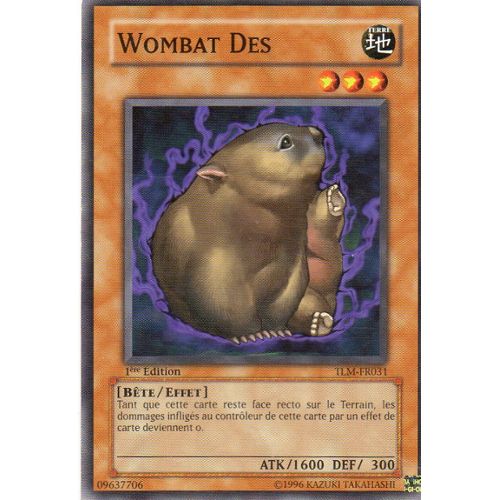 WOMBAT DES
TERRE
地
1ère Edition
TLM-FR031
[BÊTE/EFFET]
Tant que cette carte reste face recto sur le Terrain, les
dommages infligés au contrôleur de cette carte par un effet de
carte deviennent 0.
ATK/1600 DEF/ 300
09637706
©1996 KAZUKI TAKAHASHI